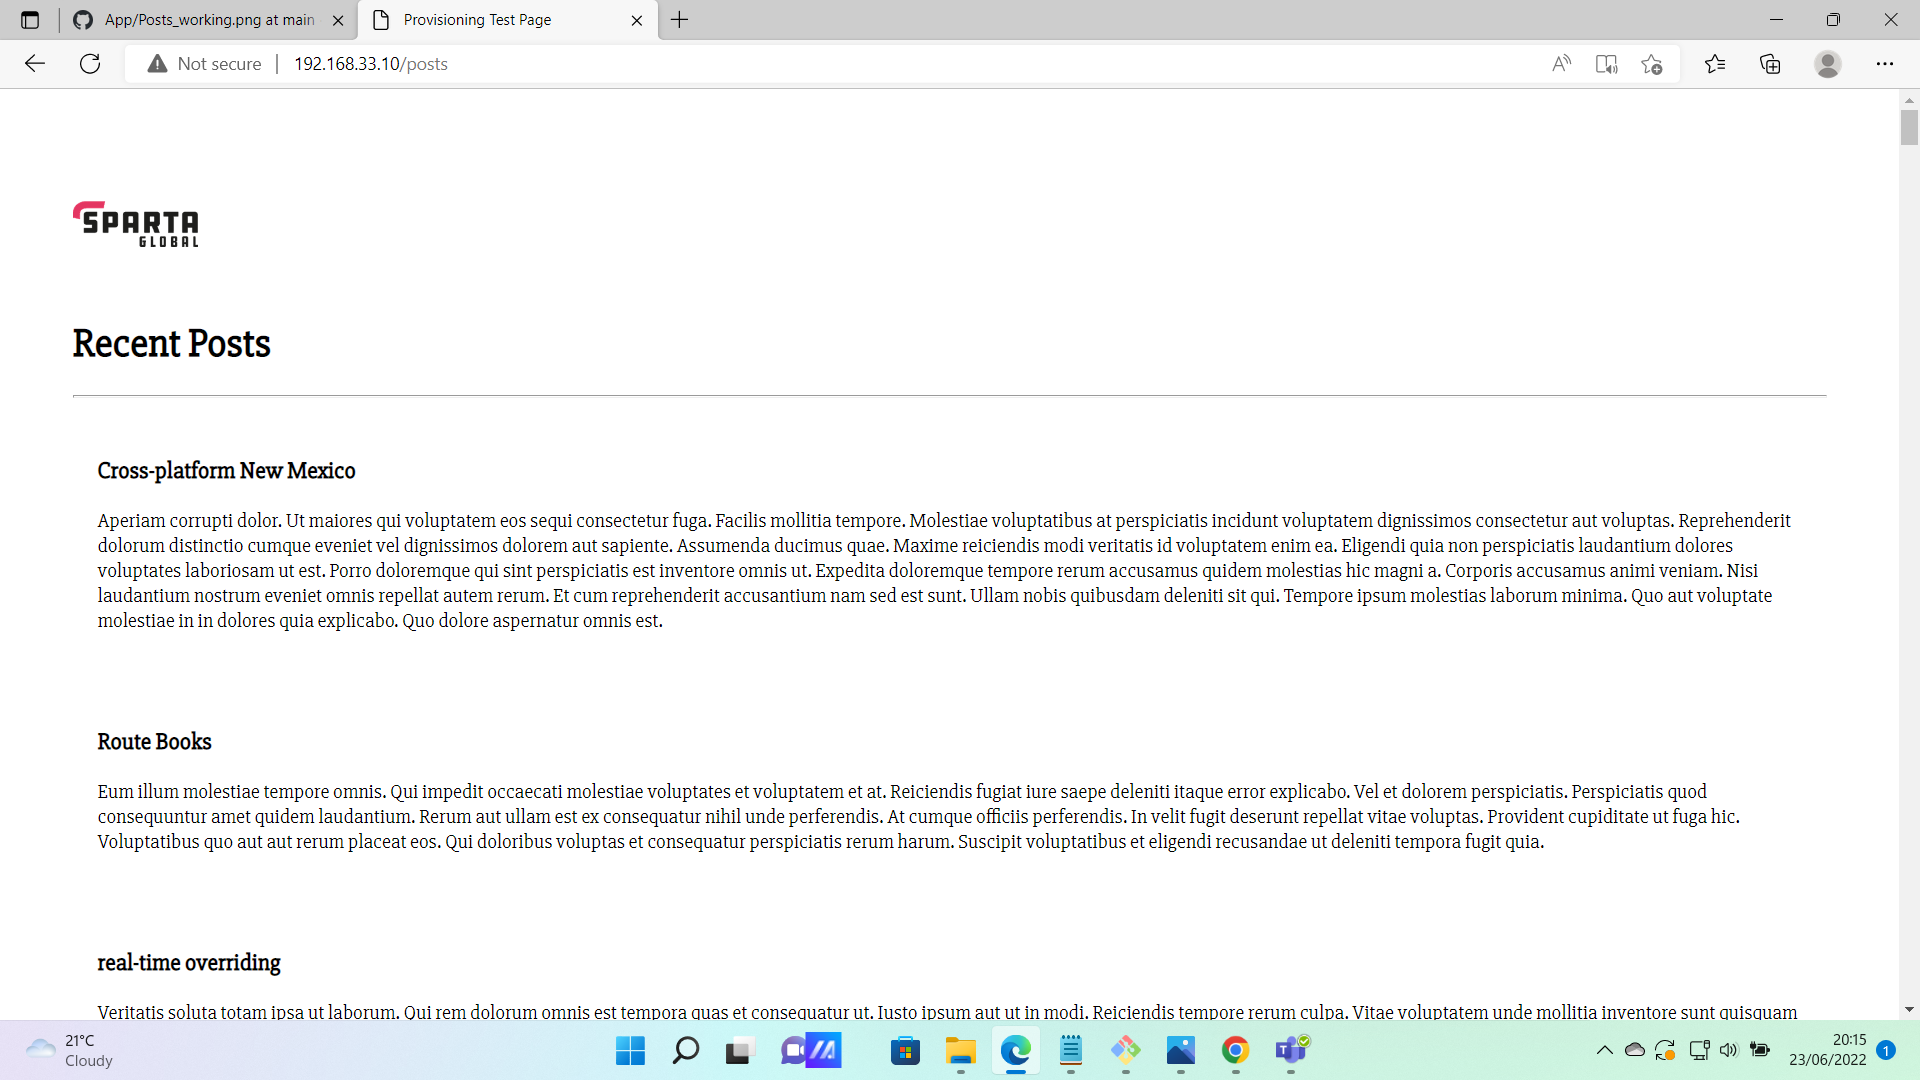 App/Posts_working.png at main
Provisioning Test Page
Not secure
192.168.33.10/posts
SPARTA
GLOBAL
Recent Posts
Cross-platform New Mexico
Aperiam corrupti dolor. Ut maiores qui voluptatem eos sequi consectetur fuga. Facilis mollitia tempore. Molestiae voluptatibus at perspiciatis incidunt voluptatem dignissimos consectetur aut voluptas. Reprehenderit
dolorum distinctio cumque eveniet vel dignissimos dolorem aut sapiente. Assumenda ducimus quae. Maxime reiciendis modi veritatis id voluptatem enim ea. Eligendi quia non perspiciatis laudantium dolores
voluptates laboriosam ut est. Porro doloremque qui sint perspiciatis est inventore omnis ut. Expedita doloremque tempore rerum accusamus quidem molestias hic magni a. Corporis accusamus animi veniam. Nisi
laudantium nostrum eveniet omnis repellat autem rerum. Et cum reprehenderit accusantium nam sed est sunt. Ullam nobis quibusdam deleniti sit qui. Tempore ipsum molestias laborum minima. Quo aut voluptate
molestiae in in dolores quia explicabo. Quo dolore aspernatur omnis est.
Route Books
Eum illum molestiae tempore omnis. Qui impedit occaecati molestiae voluptates et voluptatem et at. Reiciendis fugiat iure saepe deleniti itaque error explicabo. Vel et dolorem perspiciatis. Perspiciatis quod
consequuntur amet quidem laudantium. Rerum aut ullam est ex consequatur nihil unde perferendis. At cumque officiis perferendis. In velit fugit deserunt repellat vitae voluptas. Provident cupiditate ut fuga hic.
Voluptatibus quo aut aut rerum placeat eos. Qui doloribus voluptas et consequatur perspiciatis rerum harum. Suscipit voluptatibus et eligendi recusandae ut deleniti tempora fugit quia.
real-time overriding
Veritatis soluta totam ipsa ut laborum. Qui rem dolorum omnis est tempora quas et consequatur ut. Iusto ipsum aut ut in modi. Reiciendis tempore rerum culpa. Vitae voluptatem unde mollitia inventore sunt quisquam
21°C
Cloudy
20:15
23/06/2022
1